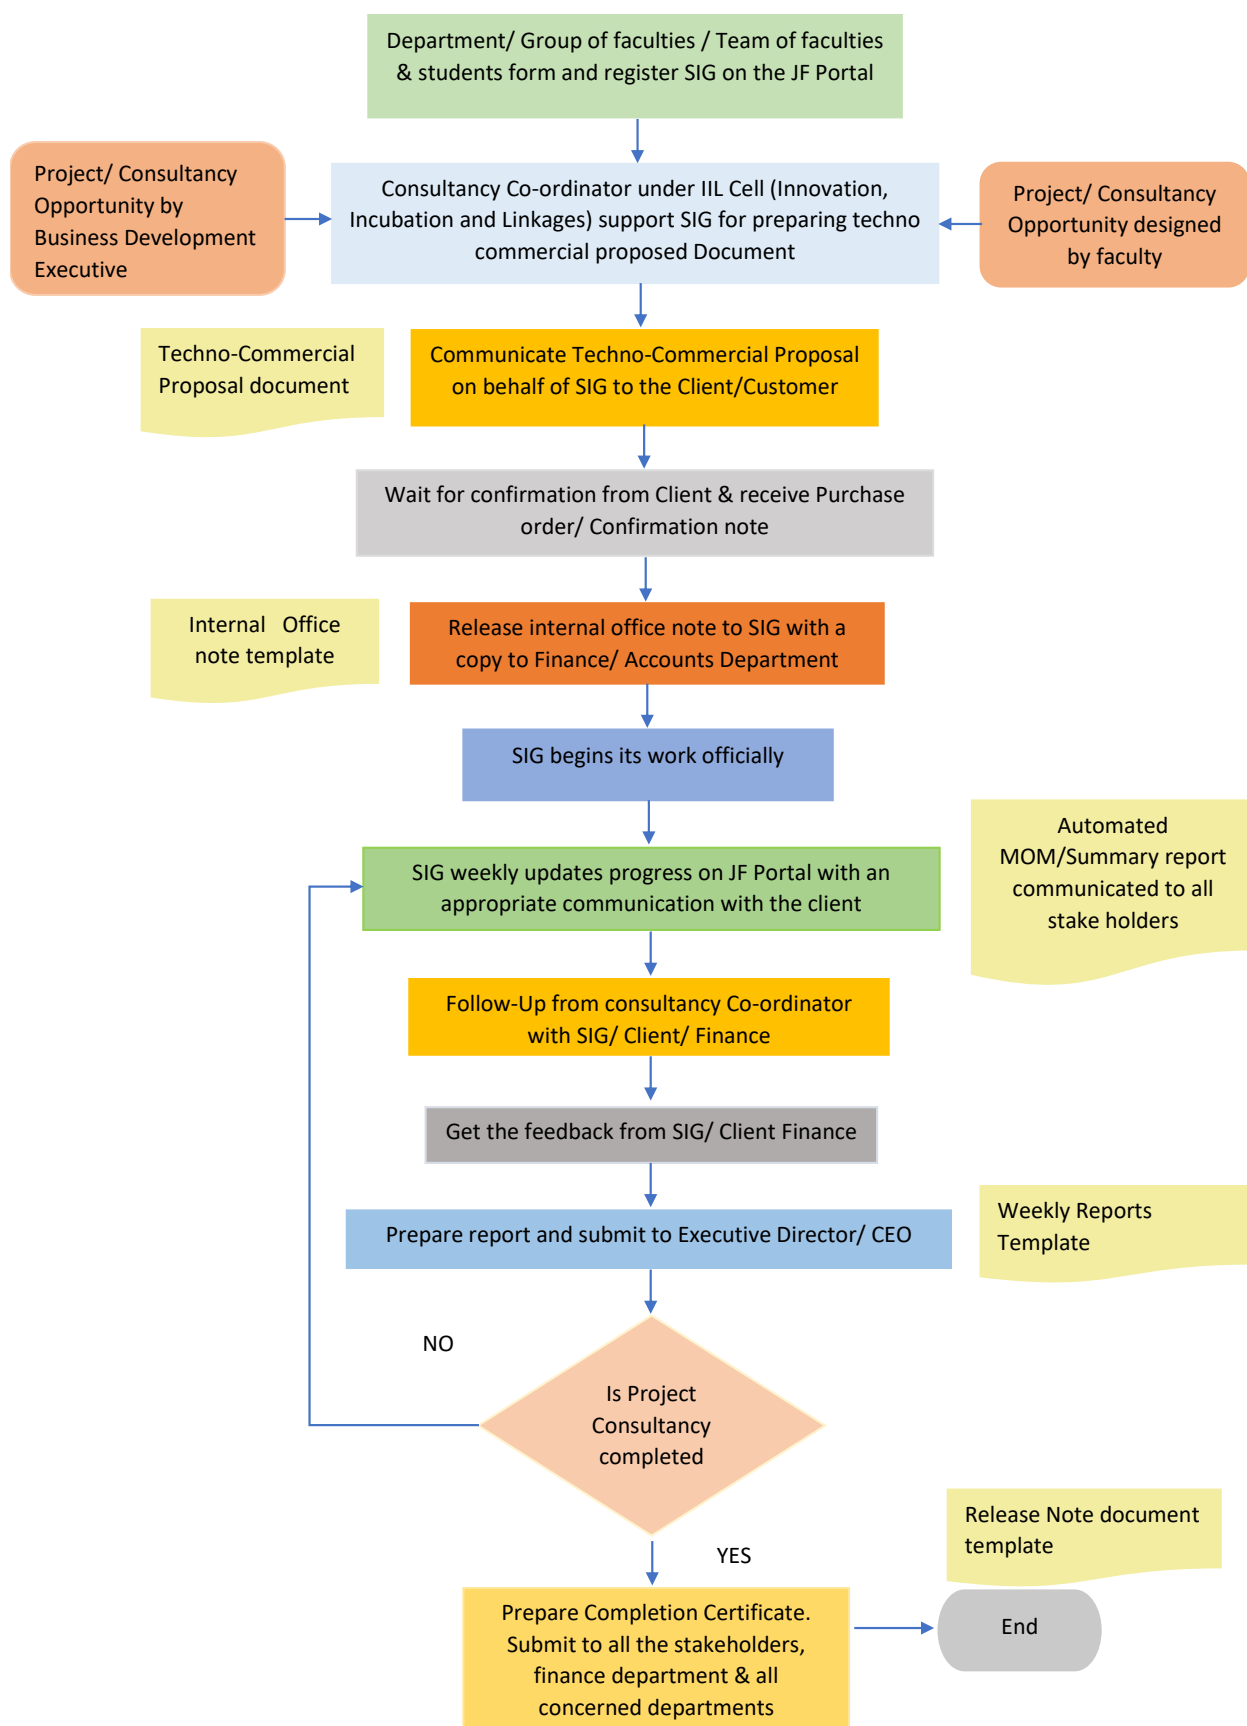 Department/ Group of faculties / Team of faculties
& students form and register SIG on the JF Portal
Project/ Consultancy
Opportunity by
Business Development
Executive
Consultancy Co-ordinator under IIL Cell (Innovation,
Incubation and Linkages) support SIG for preparing techno
commercial proposed Document
Project/ Consultancy
Opportunity designed
by faculty
Techno-Commercial
Proposal document
Communicate Techno-Commercial Proposal
on behalf of SIG to the Client/Customer
Wait for confirmation from Client & receive Purchase
order/ Confirmation note
Internal Office
note template
Release internal office note to SIG with a
copy to Finance/ Accounts Department
SIG begins its work officially
Automated
MOM/Summary report
communicated to all
stake holders
SIG weekly updates progress on JF Portal with an
appropriate communication with the client
Follow-Up from consultancy Co-ordinator
with SIG/ Client/ Finance
Get the feedback from SIG/ Client Finance
Prepare report and submit to Executive Director/ CEO
Weekly Reports
Template
NO
Is Project
Consultancy
completed
YES
Release Note document
template
Prepare Completion Certificate.
Submit to all the stakeholders,
finance department & all
concerned departments
End